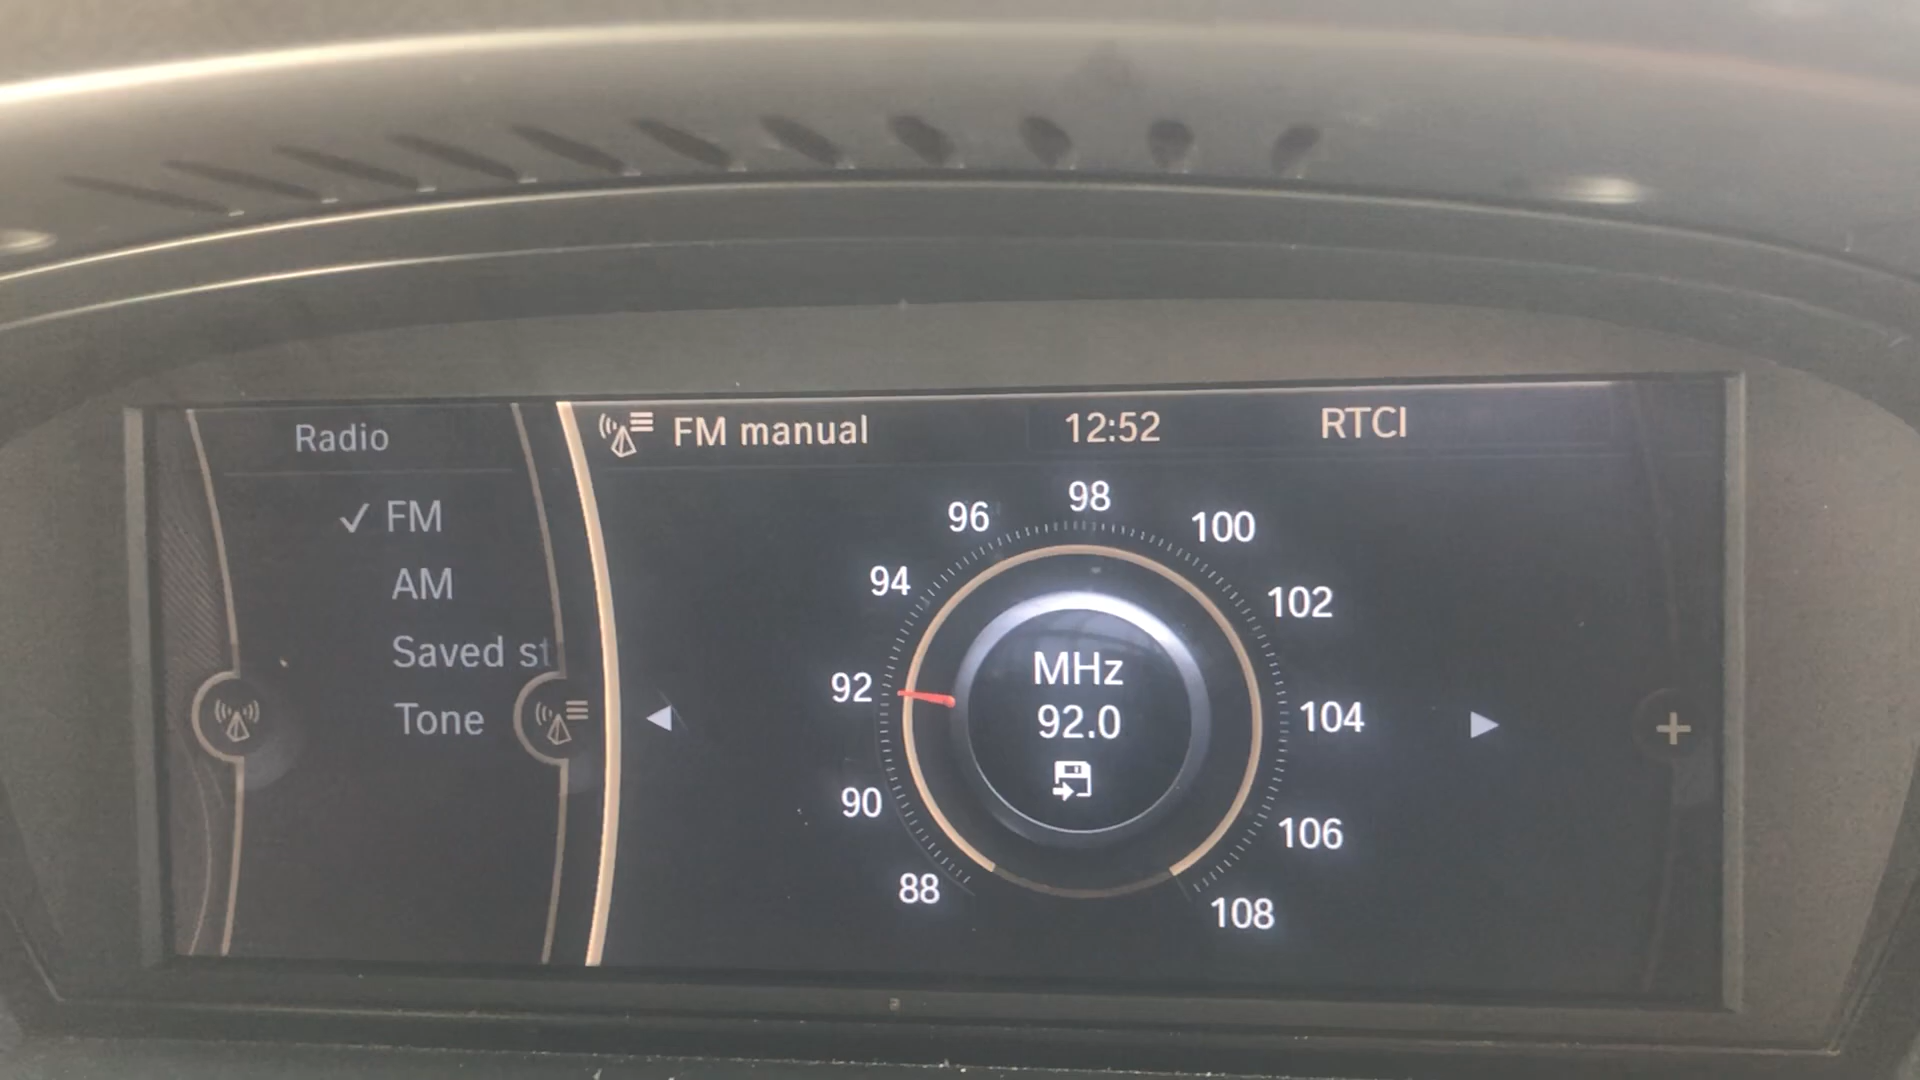 Radio
FM manual
12:52
RTCI
✓ FM
AM
Saved st
Tone
88
90
92
94
96
98
100
102
104
106
108
MHz
92.0
+